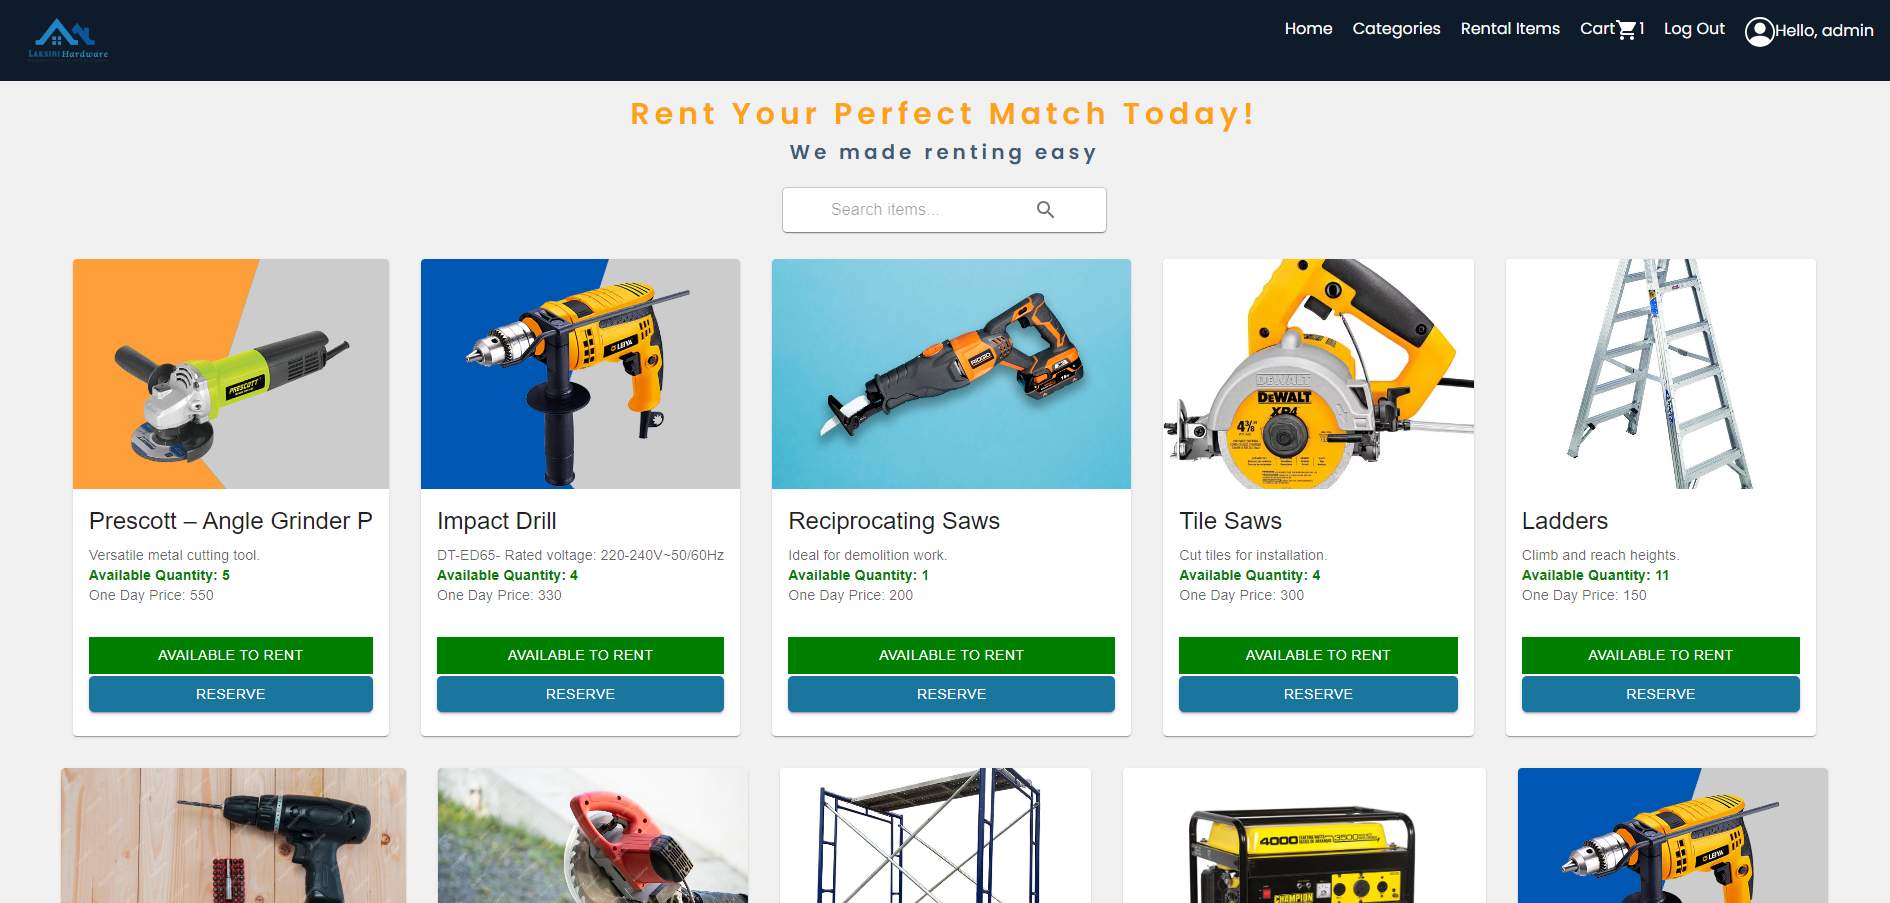 LAKSIRI Hardware
Home Categories Rental Items Cart 1 Log Out Hello, admin
Rent Your Perfect Match Today!
We made renting easy
Search items...
PRESCOTT
LEIYA
RIDGID
DEWALT
DEWALT
XP4
4 3/8"
Prescott – Angle Grinder P
Versatile metal cutting tool.
Available Quantity: 5
One Day Price: 550
AVAILABLE TO RENT
RESERVE
Impact Drill
DT-ED65- Rated voltage: 220-240V~50/60Hz
Available Quantity: 4
One Day Price: 330
AVAILABLE TO RENT
RESERVE
Reciprocating Saws
Ideal for demolition work.
Available Quantity: 1
One Day Price: 200
AVAILABLE TO RENT
RESERVE
Tile Saws
Cut tiles for installation.
Available Quantity: 4
One Day Price: 300
AVAILABLE TO RENT
RESERVE
Ladders
Climb and reach heights.
Available Quantity: 11
One Day Price: 150
AVAILABLE TO RENT
RESERVE
4000
3500
CHAMPION
LEIYA